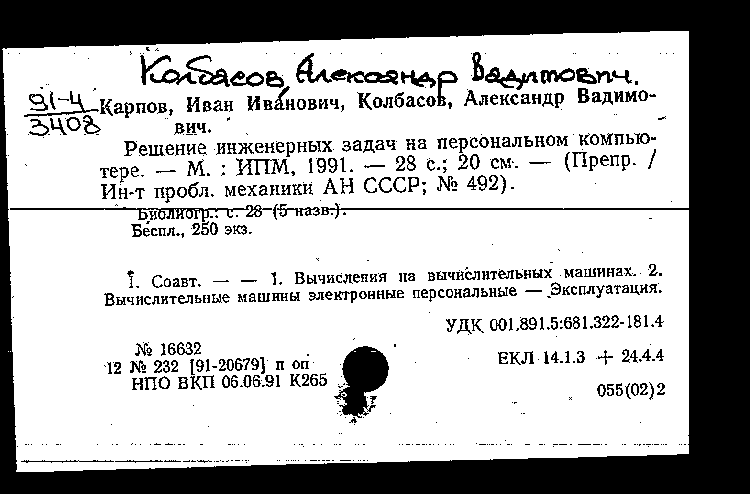 Колбасов, Александр Вадимович.
91-4
3408
Карпов, Иван Иванович, Колбасов, Александр Вадимо-
вич.
Решение инженерных задач на персональном компью-
тере. — М. : ИПМ, 1991. — 28 с.; 20 см. — (Препр. /
Ин-т пробл. механики АН СССР; № 492).
Библиогр.: с. 28 (5 назв.).
Беспл., 250 экз.
1. Соавт. — — 1. Вычисления на вычислительных машинах. 2.
Вычислительные машины электронные персональные — Эксплуатация.
УДК 001.891.5:681.322-181.4
№ 16632
12 № 232 [91-20679] п оп
ЕКЛ 14.1.3 + 24.4.4
НПО ВКП 06.06.91 К265
055(02)2